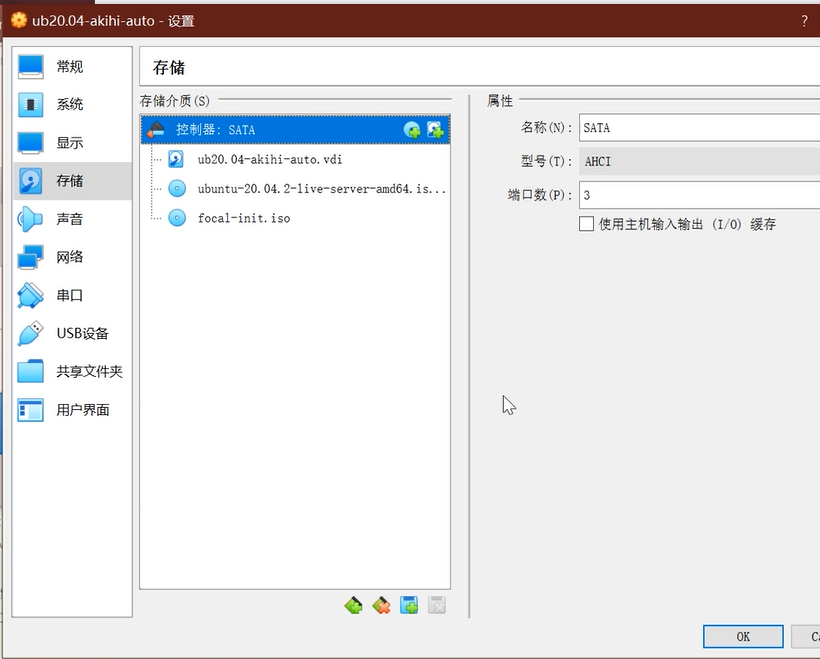 ub20.04-akihi-auto - 设置
?
常规
系统
显示
存储
声音
网络
串口
USB设备
共享文件夹
用户界面
存储
存储介质(S)
控制器: SATA
ub20.04-akihi-auto.vdi
ubuntu-20.04.2-live-server-amd64.is...
focal-init.iso
属性
名称(N): SATA
型号(T): AHCI
端口数(P): 3
使用主机输入输出 (I/O) 缓存
OK